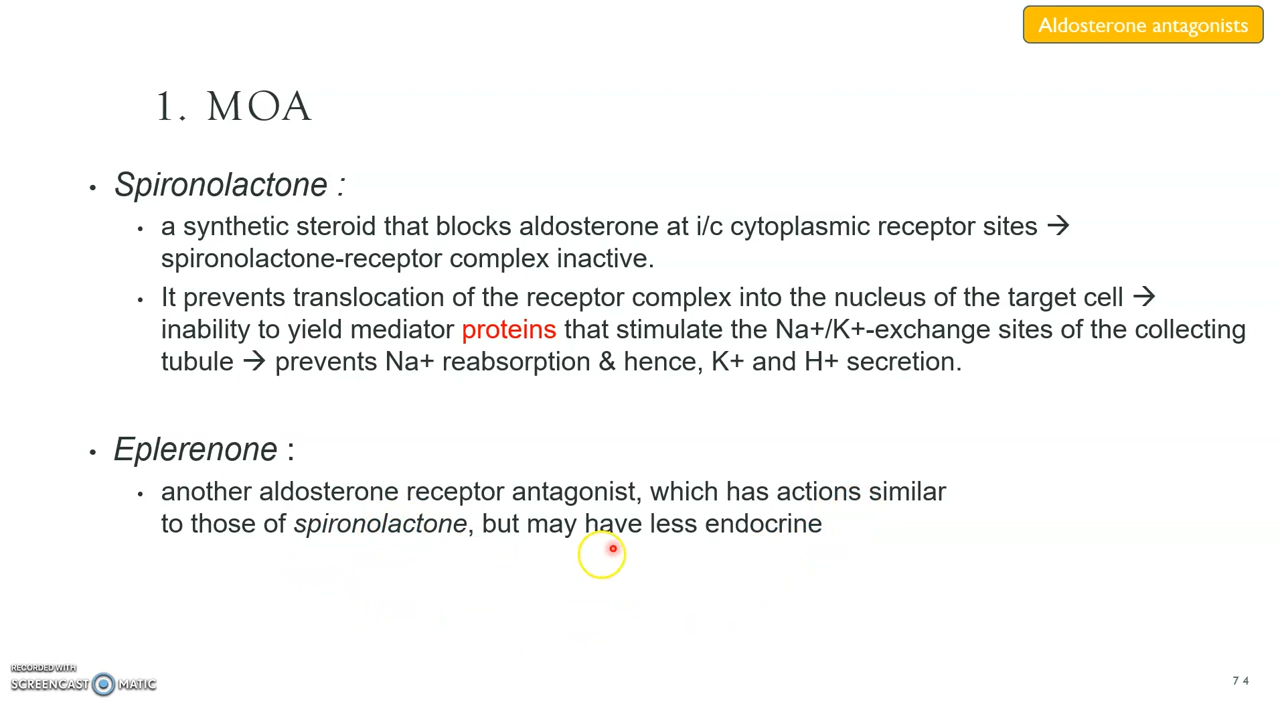 Aldosterone antagonists
1. MOA
• Spironolactone :
• a synthetic steroid that blocks aldosterone at i/c cytoplasmic receptor sites →
spironolactone-receptor complex inactive.
• It prevents translocation of the receptor complex into the nucleus of the target cell →
inability to yield mediator proteins that stimulate the Na+/K+-exchange sites of the collecting
tubule → prevents Na+ reabsorption & hence, K+ and H+ secretion.
• Eplerenone :
• another aldosterone receptor antagonist, which has actions similar
to those of spironolactone, but may have less endocrine
RECORDED WITH
SCREENCAST MATIC
74